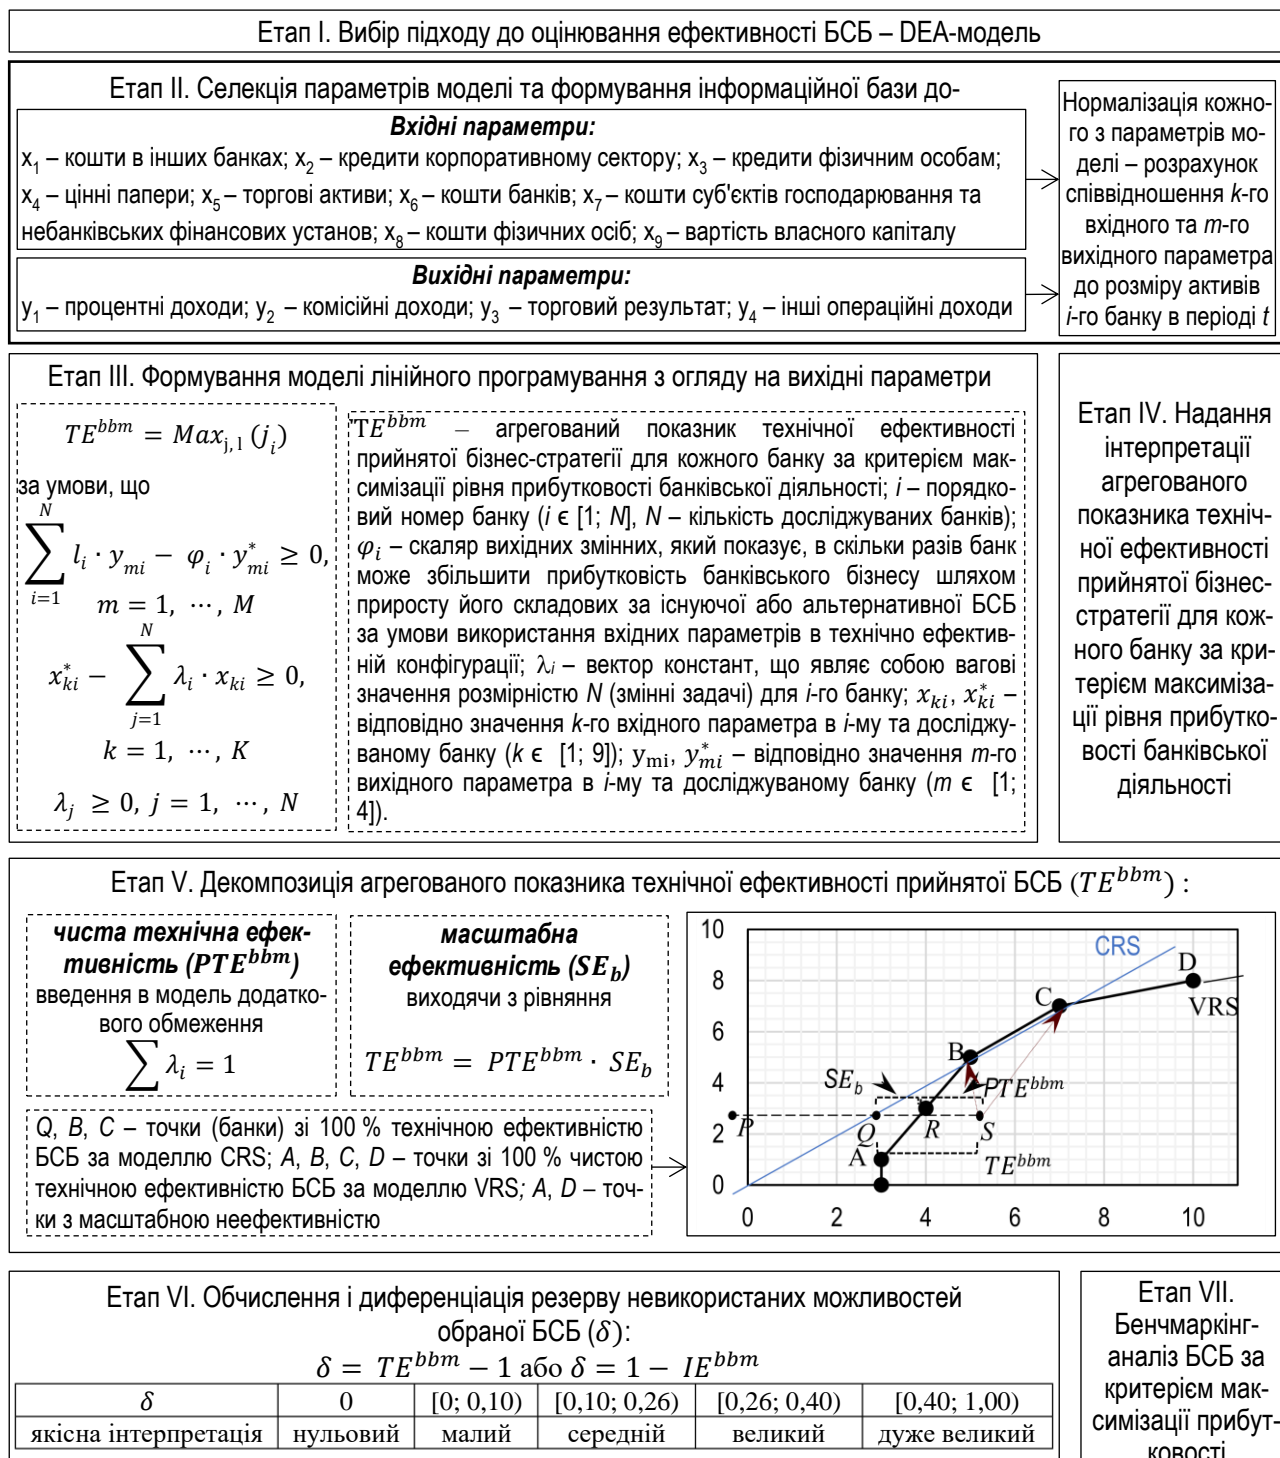 Етап I. Вибір підходу до оцінювання ефективності БСБ – DEA-модель
Етап II. Селекція параметрів моделі та формування інформаційної бази до-
Вхідні параметри:
x₁ – кошти в інших банках; x₂ – кредити корпоративному сектору; x₃ – кредити фізичним особам;
x₄ – цінні папери; x₅ – торгові активи; x₆ – кошти банків; x₇ – кошти суб'єктів господарювання та
небанківських фінансових установ; x₈ – кошти фізичних осіб; x₉ – вартість власного капіталу
Вихідні параметри:
y₁ – процентні доходи; y₂ – комісійні доходи; y₃ – торговий результат; y₄ – інші операційні доходи
Нормалізація кожно-
го з параметрів мо-
делі – розрахунок
співвідношення k-го
вхідного та m-го
вихідного параметра
до розміру активів
i-го банку в періоді t
Етап III. Формування моделі лінійного програмування з огляду на вихідні параметри
TE^{bbm} = Max_{j, l} (j_i)
за умови, що
∑_{i=1}^{N} l_i · y_{mi} − φ_i · y*_{mi} ≥ 0,
m = 1, ⋯, M
x*_{ki} − ∑_{j=1}^{N} λ_i · x_{ki} ≥ 0,
k = 1, ⋯, K
λ_j ≥ 0, j = 1, ⋯, N
TE^{bbm} – агрегований показник технічної ефективності
прийнятої бізнес-стратегії для кожного банку за критерієм мак-
симізації рівня прибутковості банківської діяльності; i – порядко-
вий номер банку (i ϵ [1; N], N – кількість досліджуваних банків);
φ_i – скаляр вихідних змінних, який показує, в скільки разів банк
може збільшити прибутковість банківського бізнесу шляхом
приросту його складових за існуючої або альтернативної БСБ
за умови використання вхідних параметрів в технічно ефектив-
ній конфігурації; λ_i – вектор констант, що являє собою вагові
значення розмірністю N (змінні задачі) для i-го банку; x_{ki}, x*_{ki} –
відповідно значення k-го вхідного параметра в i-му та досліджу-
ваному банку (k ϵ [1; 9]); y_{mi}, y*_{mi} – відповідно значення m-го
вихідного параметра в i-му та досліджуваному банку (m ϵ [1;
4]).
Етап IV. Надання
інтерпретації
агрегованого
показника техніч-
ної ефективності
прийнятої бізнес-
стратегії для кож-
ного банку за кри-
терієм максиміза-
ції рівня прибутко-
вості банківської
діяльності
Етап V. Декомпозиція агрегованого показника технічної ефективності прийнятої БСБ (TE^{bbm}) :
чиста технічна ефек-
тивність (PTE^{bbm})
введення в модель додатко-
вого обмеження
∑ λ_i = 1
масштабна
ефективність (SE_b)
виходячи з рівняння
TE^{bbm} = PTE^{bbm} · SE_b
Q, B, C – точки (банки) зі 100 % технічною ефективністю
БСБ за моделлю CRS; A, B, C, D – точки зі 100 % чистою
технічною ефективністю БСБ за моделлю VRS; A, D – точ-
ки з масштабною неефективністю
10
CRS
D
8
C
VRS
6
B
4
SE_b
PTE^{bbm}
P
Q
R
S
2
A
TE^{bbm}
0
0 2 4 6 8 10
Етап VI. Обчислення і диференціація резерву невикористаних можливостей
обраної БСБ (δ):
δ = TE^{bbm} − 1 або δ = 1 − IE^{bbm}
δ 0 [0; 0,10) [0,10; 0,26) [0,26; 0,40) [0,40; 1,00)
якісна інтерпретація нульовий малий середній великий дуже великий
Етап VII.
Бенчмаркінг-
аналіз БСБ за
критерієм мак-
симізації прибут-
ковості